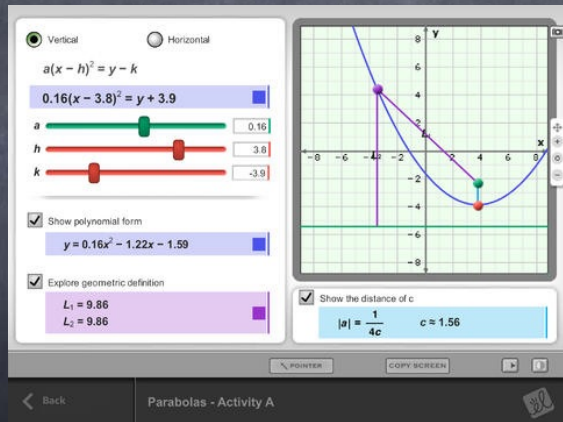 Vertical Horizontal
a(x − h)² = y − k
0.16(x − 3.8)² = y + 3.9
a 0.16
h 3.8
k -3.9
Show polynomial form
y = 0.16x² − 1.22x − 1.59
Explore geometric definition
L₁ = 9.86
L₂ = 9.86
y
8
6
4
2
x
-8 -6 -2 4 6 8
-2
-4
-6
-8
Show the distance of c
|a| = 1/4c c ≈ 1.56
POINTER COPY SCREEN
Back Parabolas - Activity A